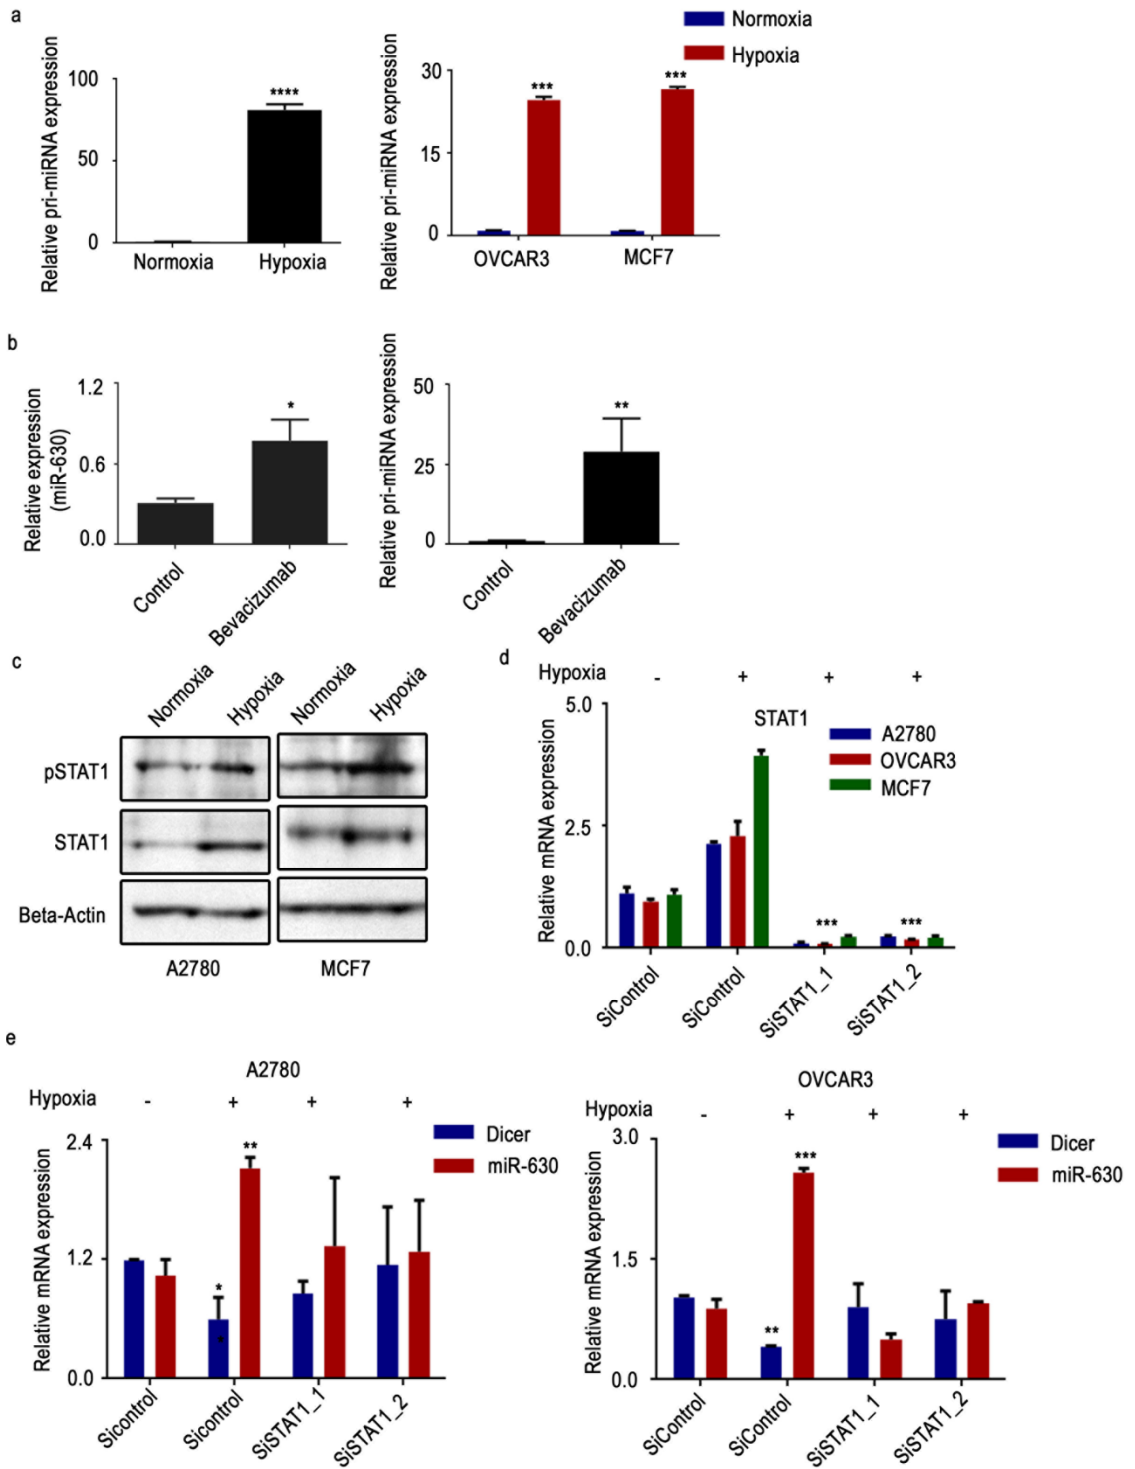 a
Normoxia
Hypoxia
Relative pri-miRNA expression
100
50
0
****
Normoxia
Hypoxia
Relative pri-miRNA expression
30
15
0
***
***
OVCAR3
MCF7
b
Relative expression
(miR-630)
1.2
0.6
0.0
*
Control
Bevacizumab
Relative pri-miRNA expression
50
25
0
**
Control
Bevacizumab
c
Normoxia
Hypoxia
Normoxia
Hypoxia
pSTAT1
STAT1
Beta-Actin
A2780
MCF7
d
Hypoxia - + + +
STAT1
A2780
OVCAR3
MCF7
Relative mRNA expression
5.0
2.5
0.0
***
***
SiControl
SiControl
SiSTAT1_1
SiSTAT1_2
e
A2780
Hypoxia - + + +
Dicer
miR-630
Relative mRNA expression
2.4
1.2
0.0
*
**
*
Sicontrol
Sicontrol
SiSTAT1_1
SiSTAT1_2
OVCAR3
Hypoxia - + + +
Dicer
miR-630
Relative mRNA expression
3.0
1.5
0.0
**
***
SiControl
SiControl
SiSTAT1_1
SiSTAT1_2